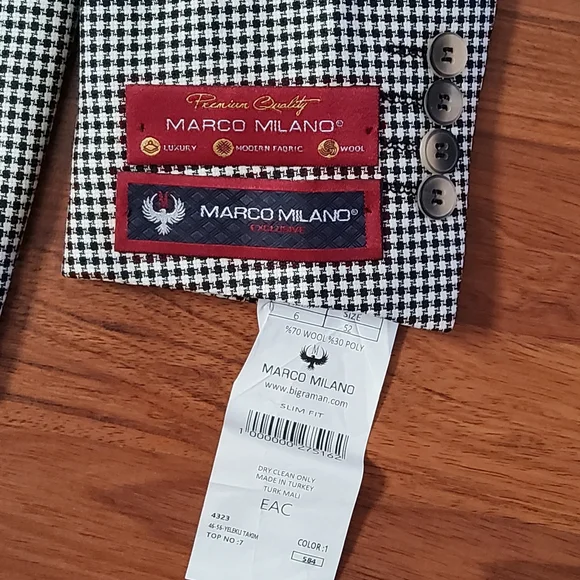 Premium Quality
MARCO MILANO©
LUXURY MODERN FABRIC WOOL
MARCO MILANO®
EXCLUSIVE
SIZE
6 52
%70 WOOL %30 POLY
MARCO MILANO
www.bigraman.com
SLIM FIT
DRY CLEAN ONLY
MADE IN TURKEY
TURK MALI
EAC
4323
46-56-YELEKLI TAKIM
TOP NO :7
COLOR :1
584